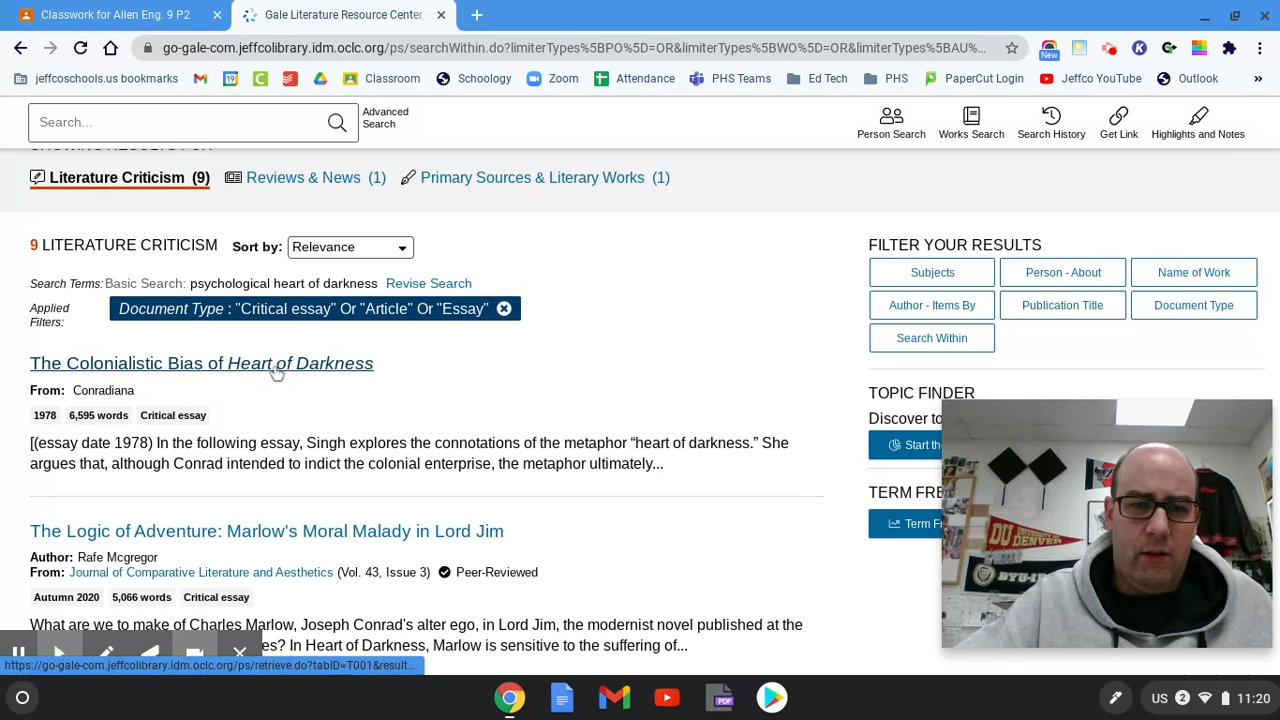 Classwork for Allen Eng. 9 P2
Gale Literature Resource Center -
go-gale-com.jeffcolibrary.idm.oclc.org/ps/searchWithin.do?limiterTypes%5BPO%5D=OR&limiterTypes%5BWO%5D=OR&limiterTypes%5BAU%...
New
jeffcoschools.us bookmarks
Classroom
Schoology
Zoom
Attendance
PHS Teams
Ed Tech
PHS
PaperCut Login
Jeffco YouTube
Outlook
»
Search...
Advanced
Search
Person Search
Works Search
Search History
Get Link
Highlights and Notes
Literature Criticism (9)
Reviews & News (1)
Primary Sources & Literary Works (1)
9 LITERATURE CRITICISM
Sort by: Relevance
Search Terms: Basic Search: psychological heart of darkness Revise Search
Applied
Filters:
Document Type : "Critical essay" Or "Article" Or "Essay"
The Colonialistic Bias of Heart of Darkness
From: Conradiana
1978 6,595 words Critical essay
[(essay date 1978) In the following essay, Singh explores the connotations of the metaphor “heart of darkness.” She
argues that, although Conrad intended to indict the colonial enterprise, the metaphor ultimately...
The Logic of Adventure: Marlow's Moral Malady in Lord Jim
Author: Rafe Mcgregor
From: Journal of Comparative Literature and Aesthetics (Vol. 43, Issue 3) Peer-Reviewed
Autumn 2020 5,066 words Critical essay
What are we to make of Charles Marlow, Joseph Conrad's alter ego, in Lord Jim, the modernist novel published at the
es? In Heart of Darkness, Marlow is sensitive to the suffering of...
FILTER YOUR RESULTS
Subjects
Person - About
Name of Work
Author - Items By
Publication Title
Document Type
Search Within
TOPIC FINDER
Discover to
Start the
TERM FRE
Term Fr
DU UNIVERSITY OF
DENVER
BYU-I
https://go-gale-com.jeffcolibrary.idm.oclc.org/ps/retrieve.do?tabID=T001&result...
PDF
US 2 11:20